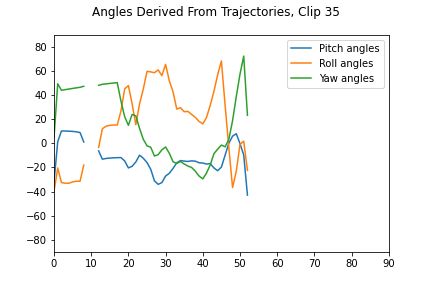 Angles Derived From Trajectories, Clip 35
Pitch angles
Roll angles
Yaw angles
80
60
40
20
0
−20
−40
−60
−80
0 10 20 30 40 50 60 70 80 90